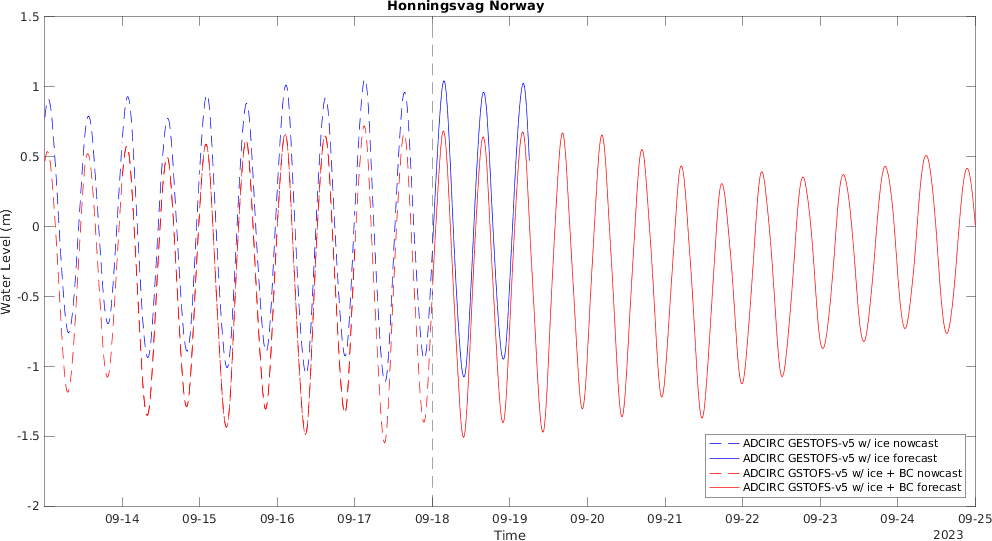 Honningsvag Norway
1.5
1
0.5
0
-0.5
-1
-1.5
-2
Water Level (m)
09-14 09-15 09-16 09-17 09-18 09-19 09-20 09-21 09-22 09-23 09-24 09-25
Time
2023
ADCIRC GESTOFS-v5 w/ ice nowcast
ADCIRC GESTOFS-v5 w/ ice forecast
ADCIRC GSTOFS-v5 w/ ice + BC nowcast
ADCIRC GSTOFS-v5 w/ ice + BC forecast